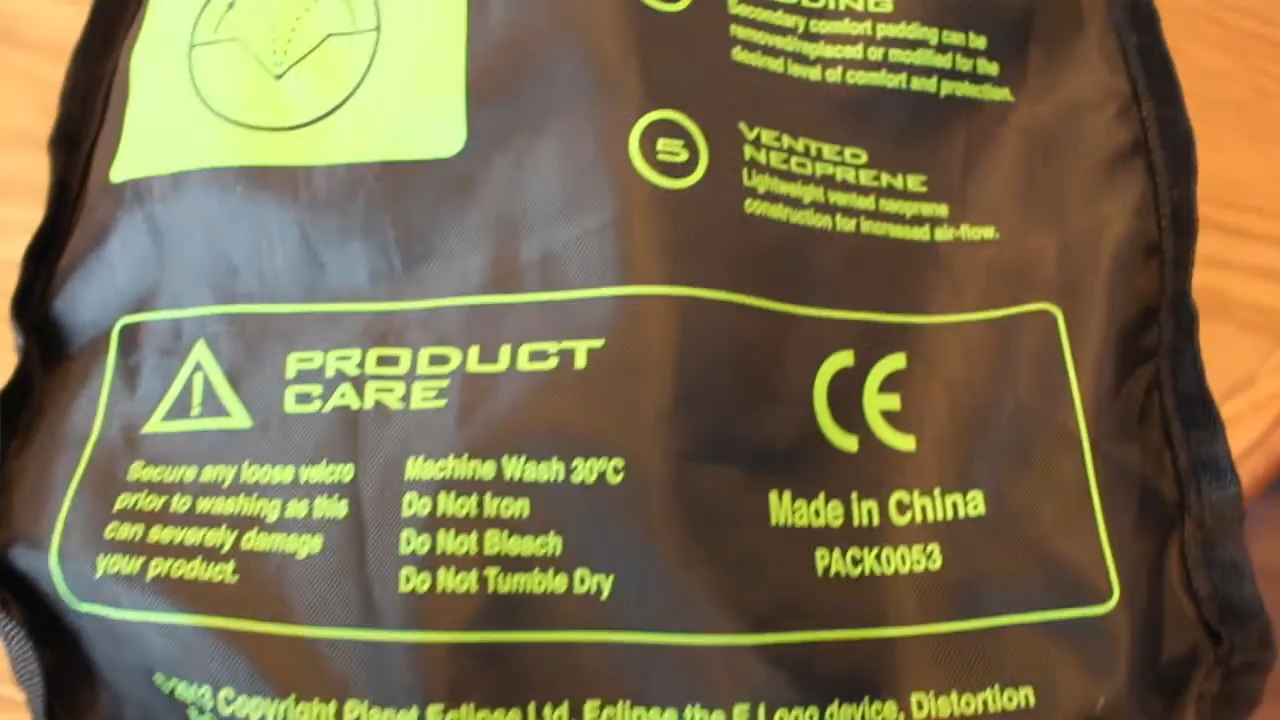 Secondary comfort padding can be
removed/replaced or modified for the
desired level of comfort and protection.
5
VENTED
NEOPRENE
Lightweight vented neoprene
construction for increased air-flow.
PRODUCT
CARE
Secure any loose velcro
prior to washing as this
can severely damage
your product.
Machine Wash 30ºC
Do Not Iron
Do Not Bleach
Do Not Tumble Dry
CE
Made in China
PACK0053
Copyright Planet Eclipse Ltd. Eclipse the E Logo device, Distortion